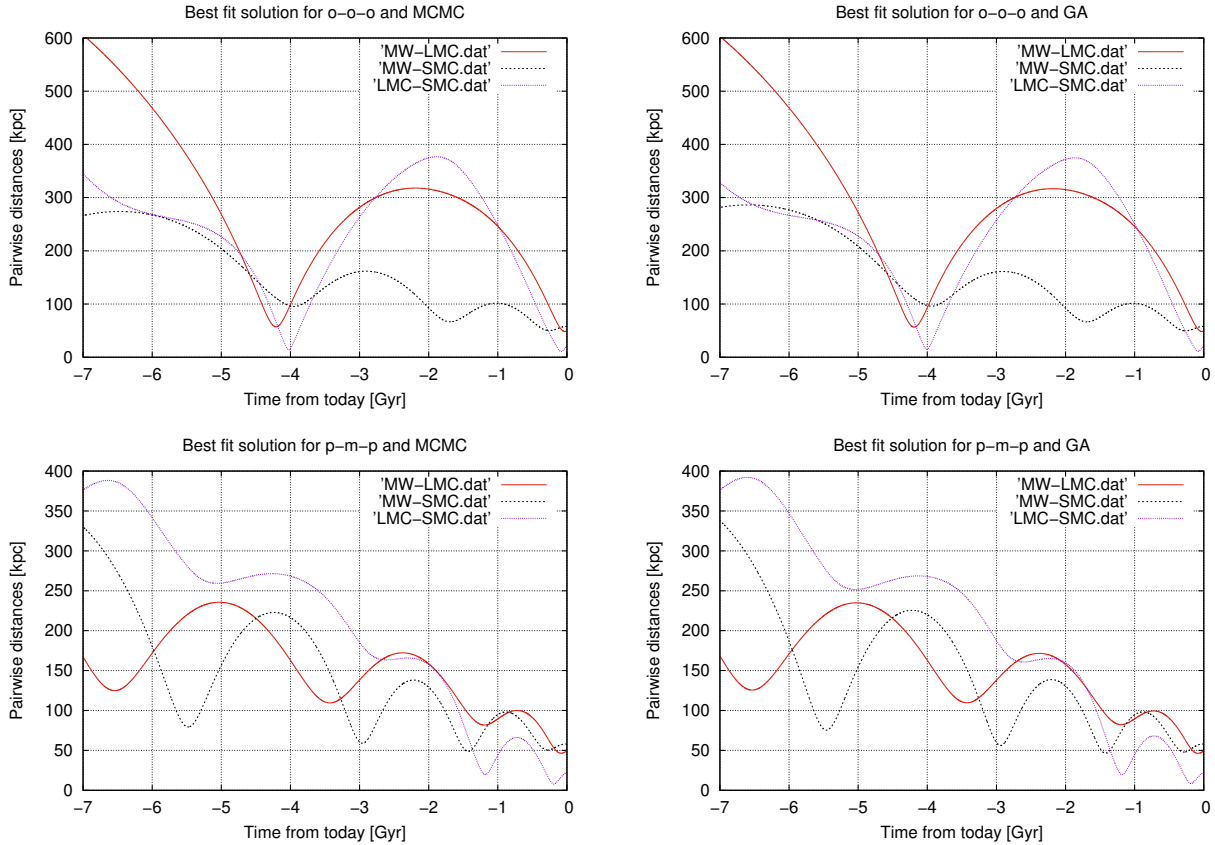 Best fit solution for o−o−o and MCMC
Pairwise distances [kpc]
600
500
400
300
200
100
0
'MW−LMC.dat'
'MW−SMC.dat'
'LMC−SMC.dat'
−7 −6 −5 −4 −3 −2 −1 0
Time from today [Gyr]
Best fit solution for o−o−o and GA
Pairwise distances [kpc]
600
500
400
300
200
100
0
'MW−LMC.dat'
'MW−SMC.dat'
'LMC−SMC.dat'
−7 −6 −5 −4 −3 −2 −1 0
Time from today [Gyr]
Best fit solution for p−m−p and MCMC
Pairwise distances [kpc]
400
350
300
250
200
150
100
50
0
'MW−LMC.dat'
'MW−SMC.dat'
'LMC−SMC.dat'
−7 −6 −5 −4 −3 −2 −1 0
Time from today [Gyr]
Best fit solution for p−m−p and GA
Pairwise distances [kpc]
400
350
300
250
200
150
100
50
0
'MW−LMC.dat'
'MW−SMC.dat'
'LMC−SMC.dat'
−7 −6 −5 −4 −3 −2 −1 0
Time from today [Gyr]